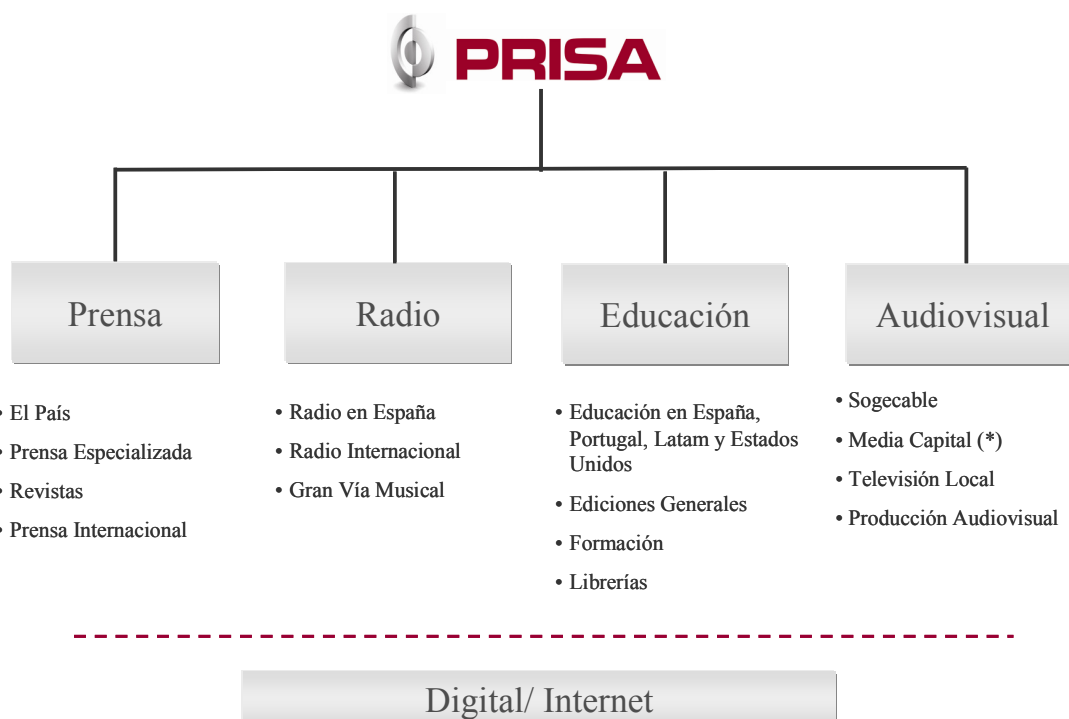 PRISA
Prensa
• El País
• Prensa Especializada
• Revistas
• Prensa Internacional
Radio
• Radio en España
• Radio Internacional
• Gran Vía Musical
Educación
• Educación en España,
Portugal, Latam y Estados
Unidos
• Ediciones Generales
• Formación
• Librerías
Audiovisual
• Sogecable
• Media Capital (*)
• Televisión Local
• Producción Audiovisual
Digital/ Internet